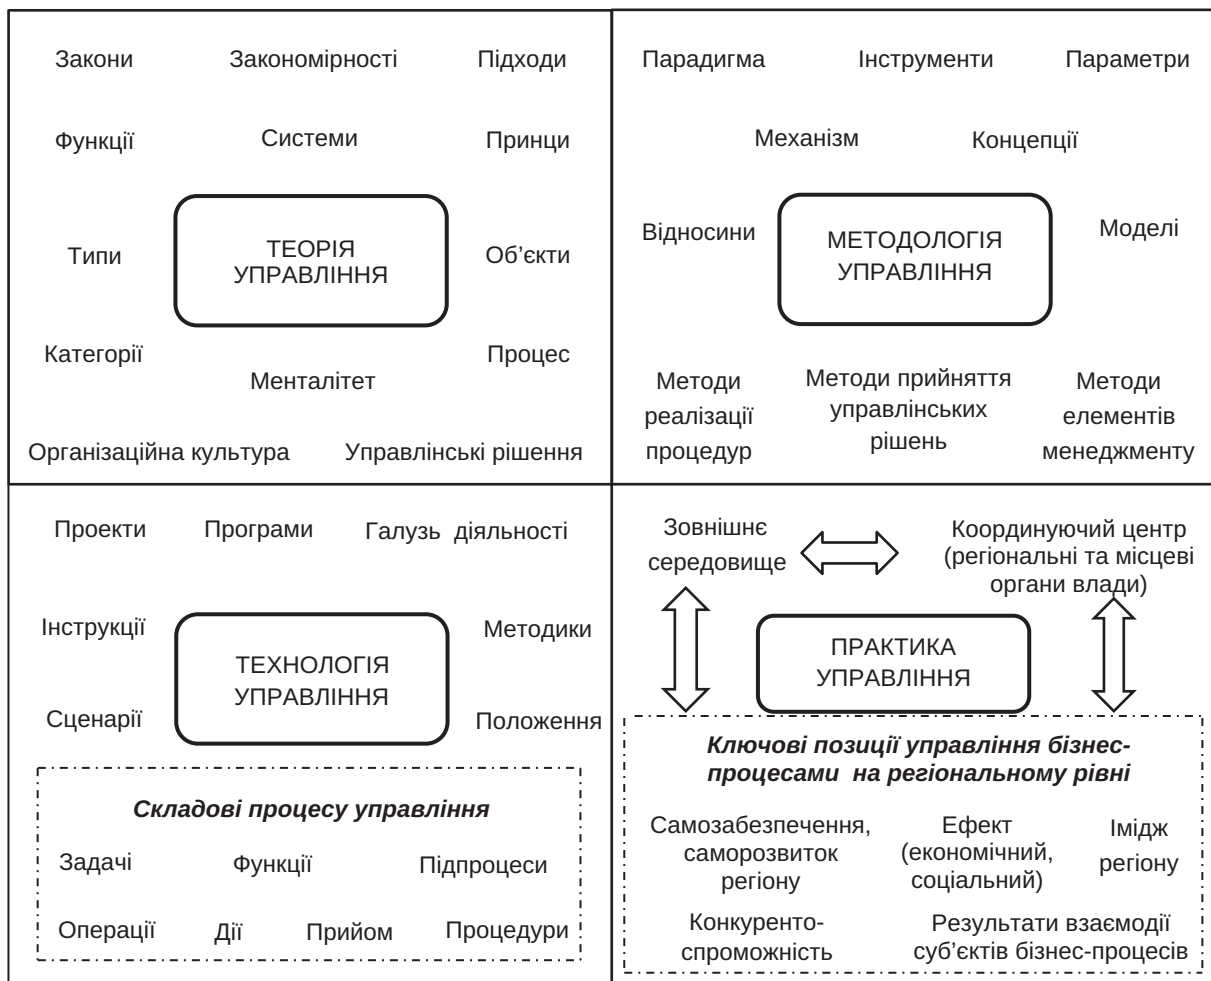 Закони Закономірності Підходи
Функції Системи Принци
Типи ТЕОРІЯ УПРАВЛІННЯ Об’єкти
Категорії Менталітет Процес
Організаційна культура Управлінські рішення
Парадигма Інструменти Параметри
Механізм Концепції
Відносини
МЕТОДОЛОГІЯ
УПРАВЛІННЯ
Моделі
Методи
реалізації
процедур
Методи прийняття
управлінських
рішень
Методи
елементів
менеджменту
Проекти Програми Галузь діяльності
Інструкції
ТЕХНОЛОГІЯ
УПРАВЛІННЯ
Методики
Сценарії
Положення
Складові процесу управління
Задачі Функції Підпроцеси
Операції Дії Прийом Процедури
Зовнішнє
середовище
Координуючий центр
(регіональні та місцеві
органи влади)
ПРАКТИКА
УПРАВЛІННЯ
Ключові позиції управління бізнес-
процесами на регіональному рівні
Самозабезпечення,
саморозвиток
регіону
Ефект
(економічний,
соціальний)
Імідж
регіону
Конкуренто-
спроможність
Результати взаємодії
суб’єктів бізнес-процесів